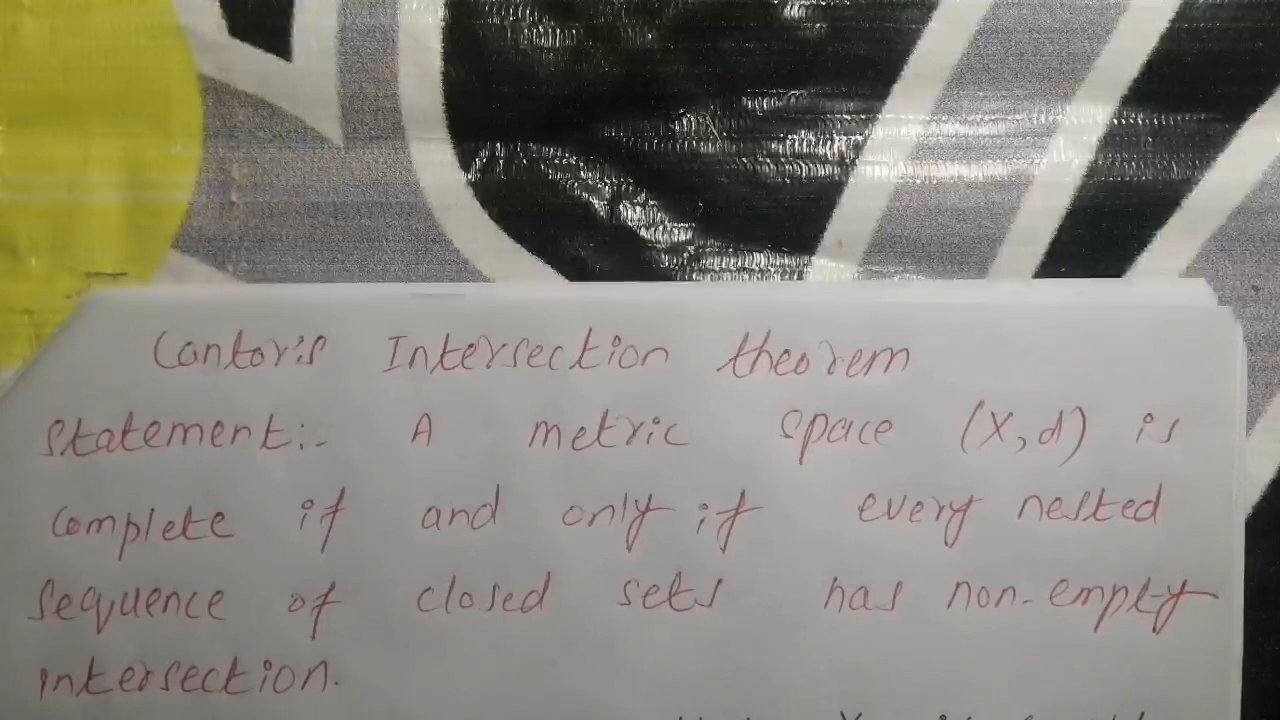 Cantor's Intersection theorem
Statement:- A metric space (X,d) is
complete if and only if every nested
sequence of closed sets has non-empty
intersection.